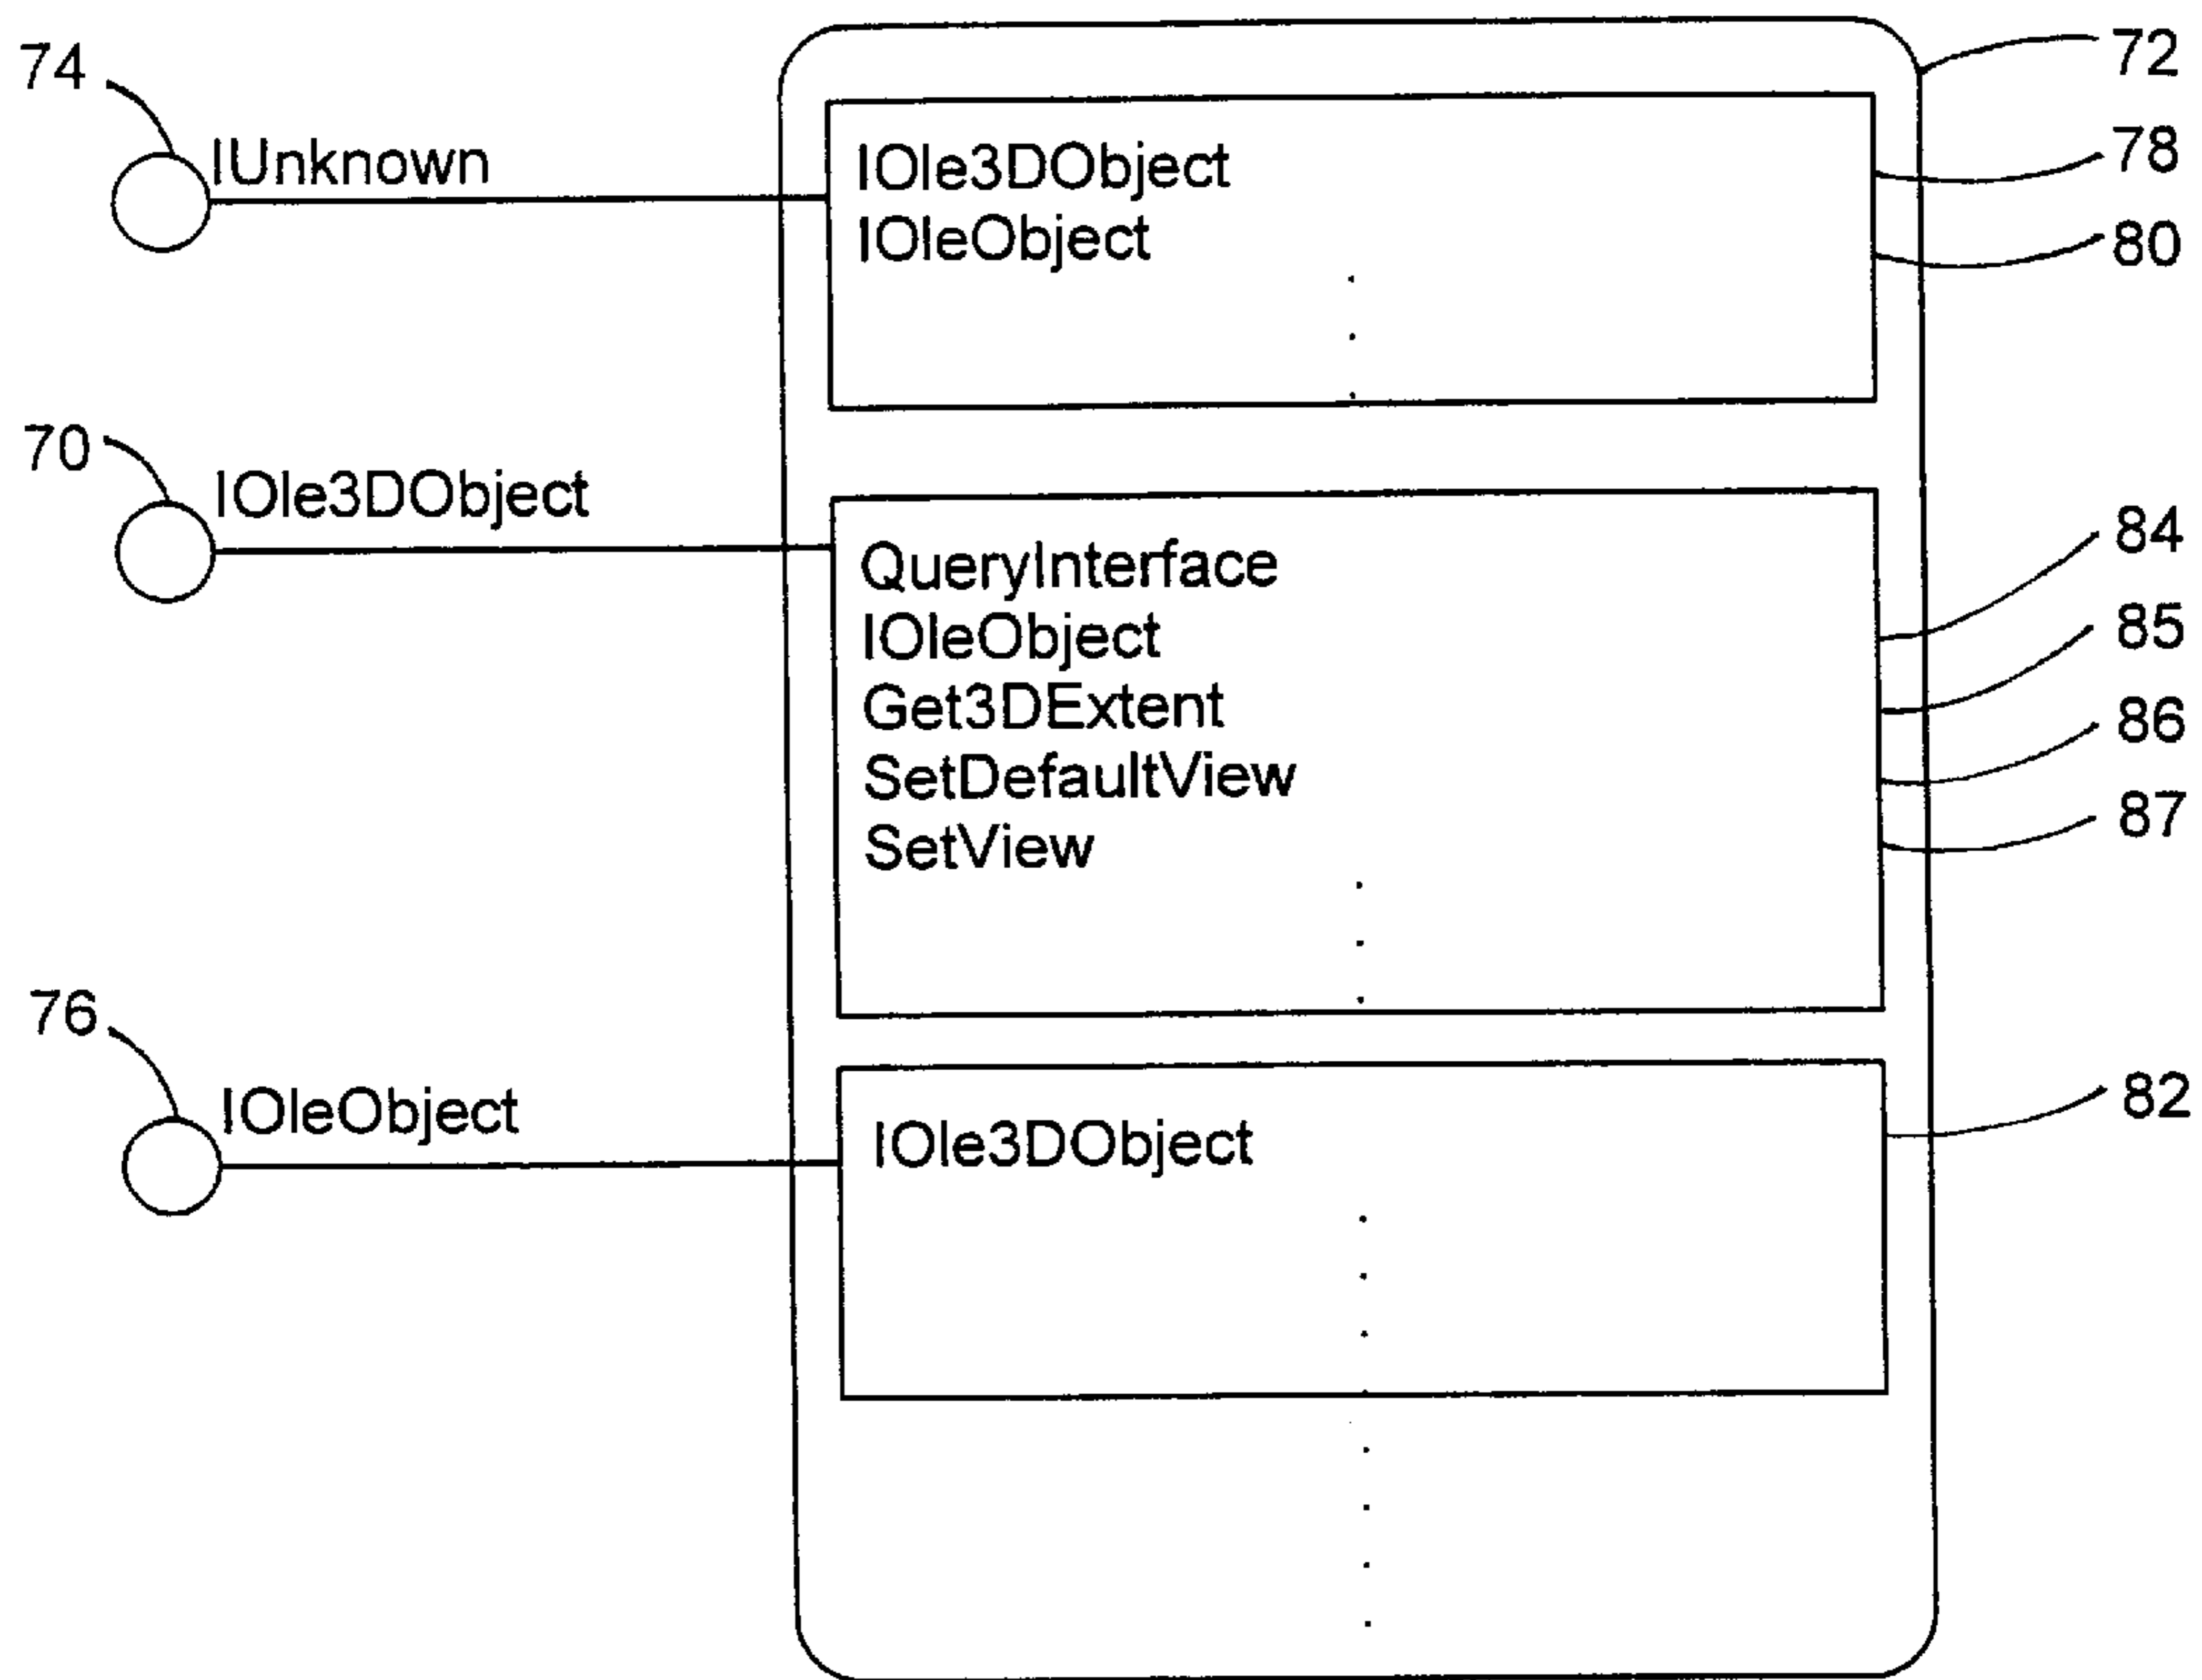 72
74
IUnknown
IOle3DObject
78
IOleObject
80
70
IOle3DObject
QueryInterface
84
IOleObject
85
Get3DExtent
86
SetDefaultView
87
SetView
76
IOleObject
IOle3DObject
82